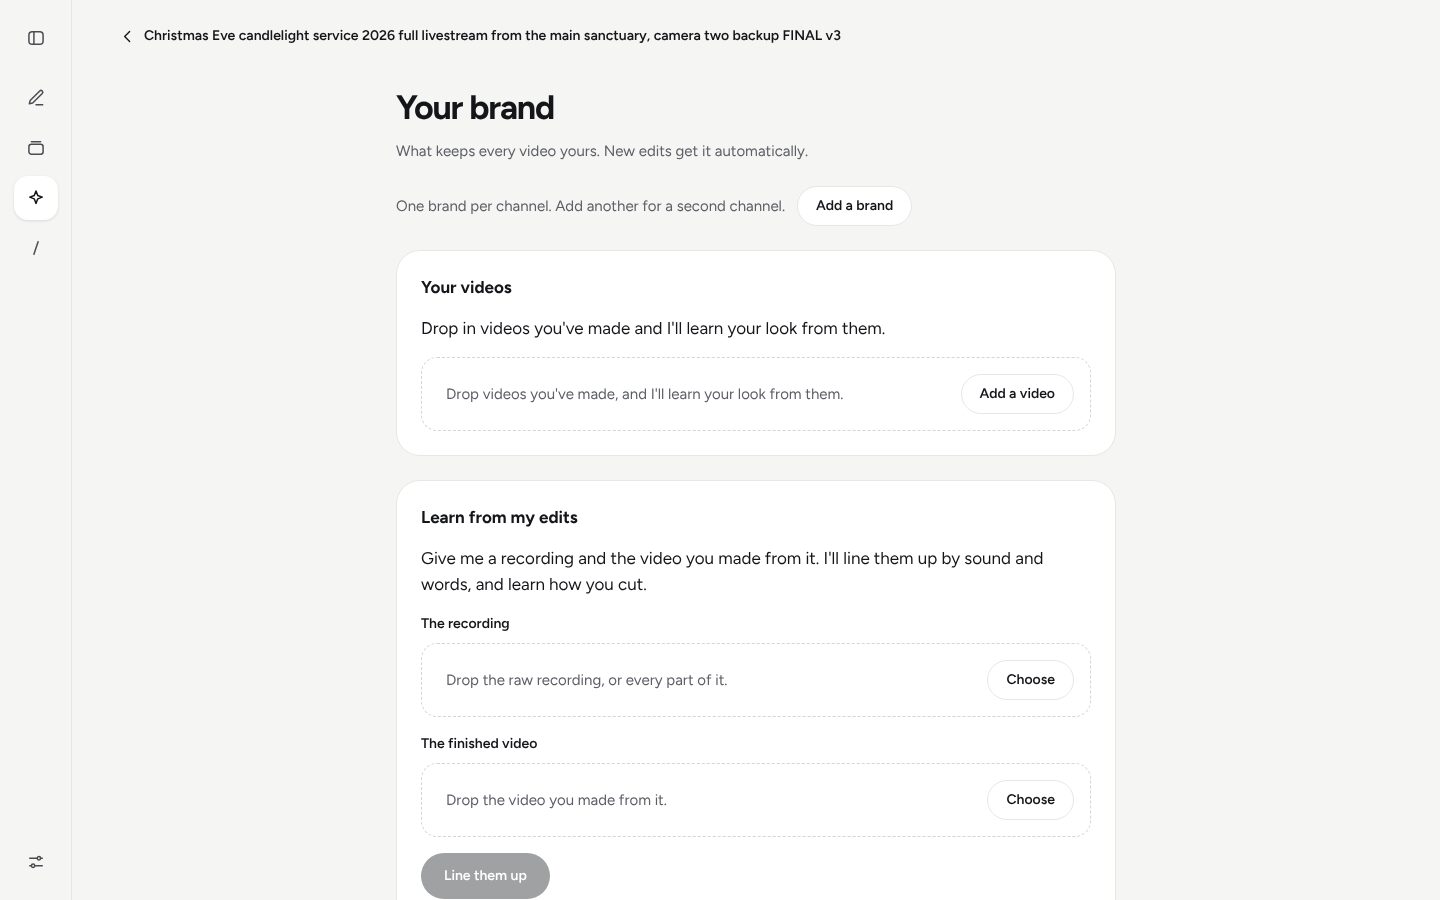 Christmas Eve candlelight service 2026 full livestream from the main sanctuary, camera two backup FINAL v3
Your brand
What keeps every video yours. New edits get it automatically.
One brand per channel. Add another for a second channel.
Add a brand
Your videos
Drop in videos you've made and I'll learn your look from them.
Drop videos you've made, and I'll learn your look from them.
Add a video
Learn from my edits
Give me a recording and the video you made from it. I'll line them up by sound and
words, and learn how you cut.
The recording
Drop the raw recording, or every part of it.
Choose
The finished video
Drop the video you made from it.
Choose
Line them up